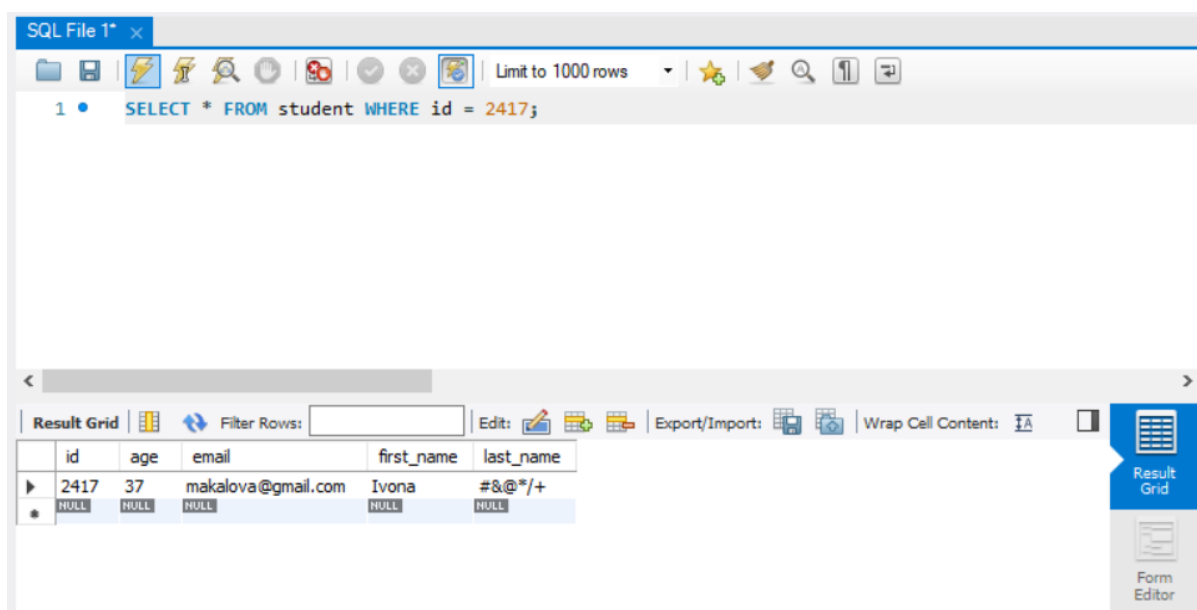 SQL File 1*
Limit to 1000 rows
1 SELECT * FROM student WHERE id = 2417;
Result Grid Filter Rows: Edit: Export/Import: Wrap Cell Content:
id age email first_name last_name
2417 37 makalova@gmail.com Ivona #&@*/+
NULL NULL NULL NULL NULL
Result
Grid
Form
Editor